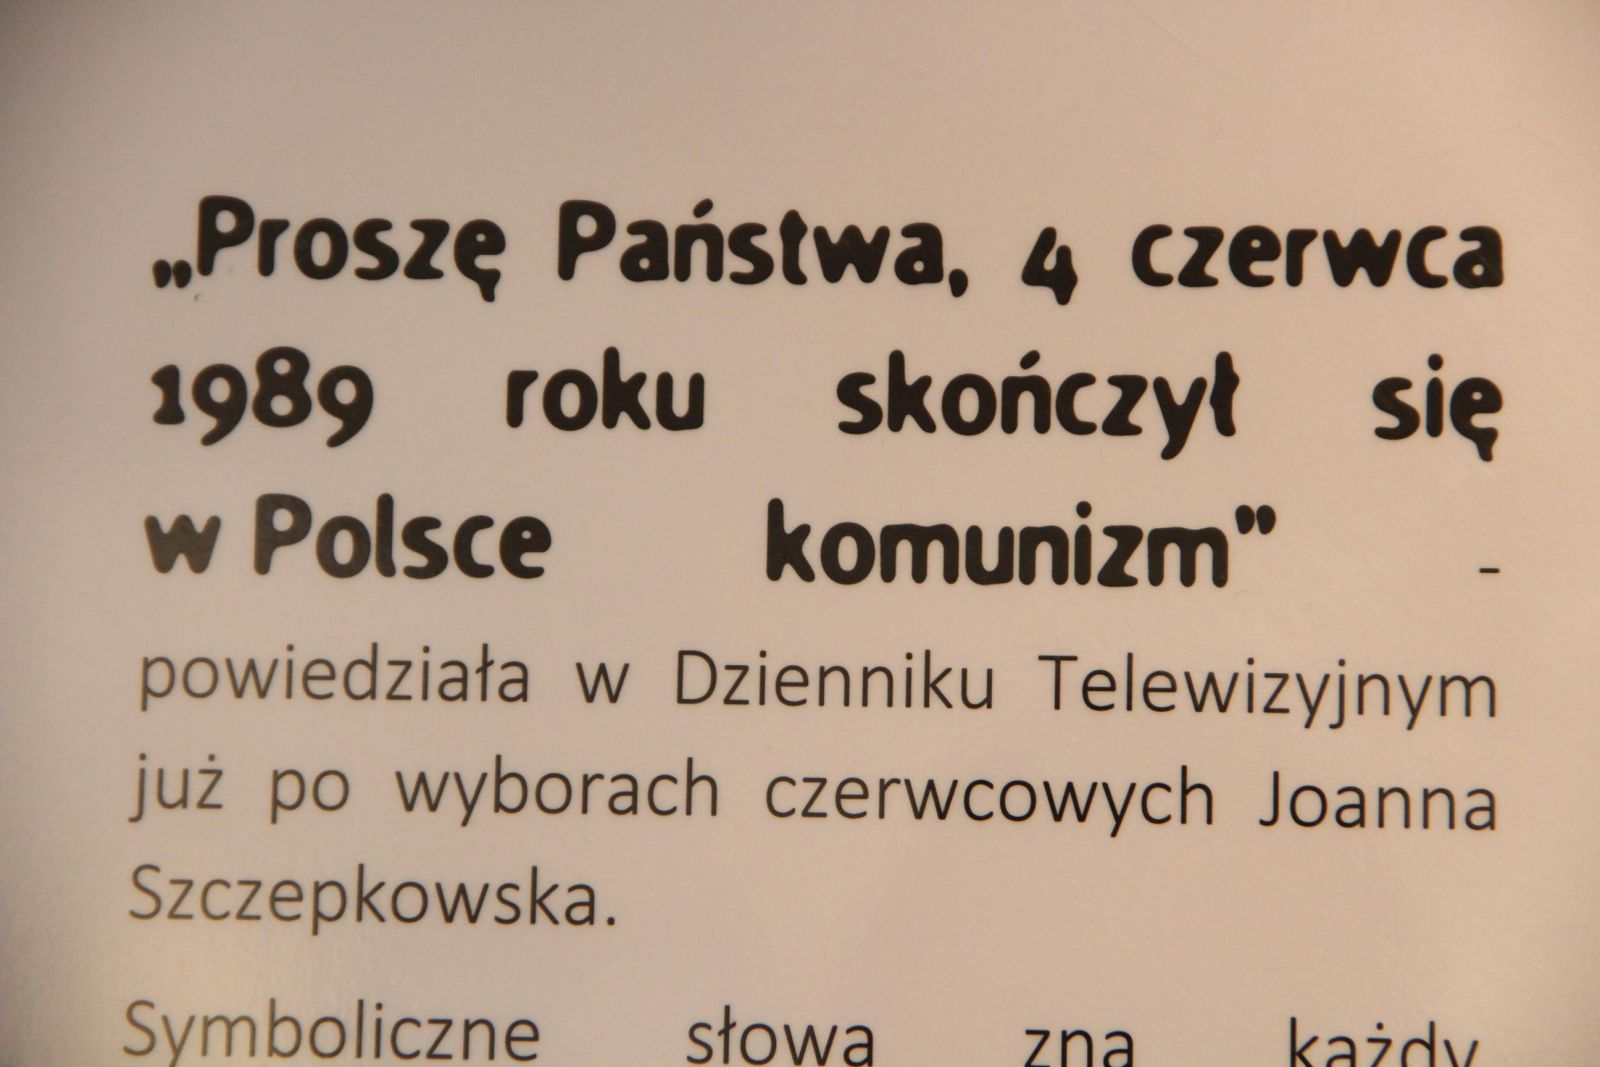 „Proszę Państwa, 4 czerwca
1989 roku skończył się
w Polsce komunizm” -
powiedziała w Dzienniku Telewizyjnym
już po wyborach czerwcowych Joanna
Szczepkowska.
Symboliczne słowa zna każdy